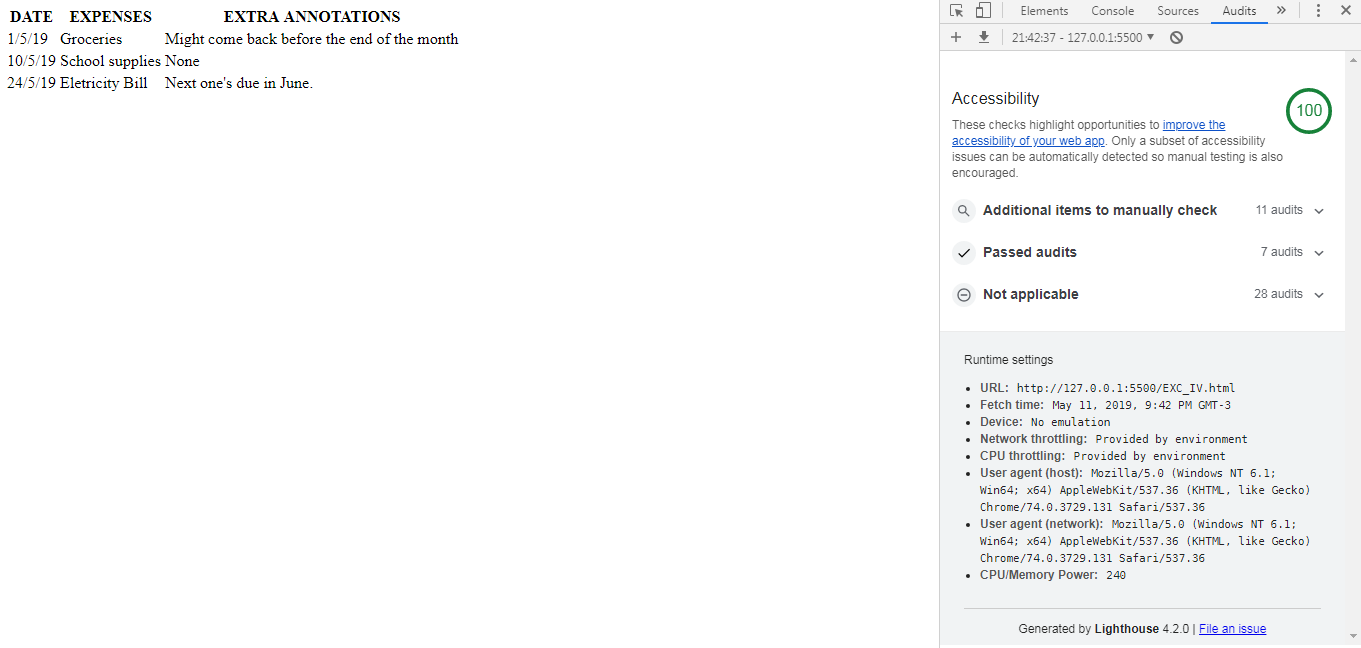 DATE EXPENSES EXTRA ANNOTATIONS
1/5/19 Groceries Might come back before the end of the month
10/5/19 School supplies None
24/5/19 Eletricity Bill Next one's due in June.
Elements Console Sources Audits »
21:42:37 - 127.0.0.1:5500
Accessibility
100
These checks highlight opportunities to improve the
accessibility of your web app. Only a subset of accessibility
issues can be automatically detected so manual testing is also
encouraged.
Additional items to manually check 11 audits
Passed audits 7 audits
Not applicable 28 audits
Runtime settings
• URL: http://127.0.0.1:5500/EXC_IV.html
• Fetch time: May 11, 2019, 9:42 PM GMT-3
• Device: No emulation
• Network throttling: Provided by environment
• CPU throttling: Provided by environment
• User agent (host): Mozilla/5.0 (Windows NT 6.1;
Win64; x64) AppleWebKit/537.36 (KHTML, like Gecko)
Chrome/74.0.3729.131 Safari/537.36
• User agent (network): Mozilla/5.0 (Windows NT 6.1;
Win64; x64) AppleWebKit/537.36 (KHTML, like Gecko)
Chrome/74.0.3729.131 Safari/537.36
• CPU/Memory Power: 240
Generated by Lighthouse 4.2.0 | File an issue